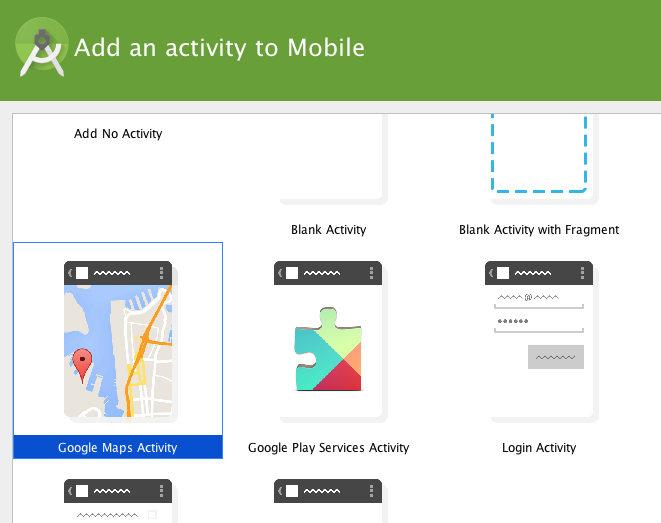 Add an activity to Mobile
Add No Activity
Blank Activity
Blank Activity with Fragment
Google Maps Activity
Google Play Services Activity
Login Activity